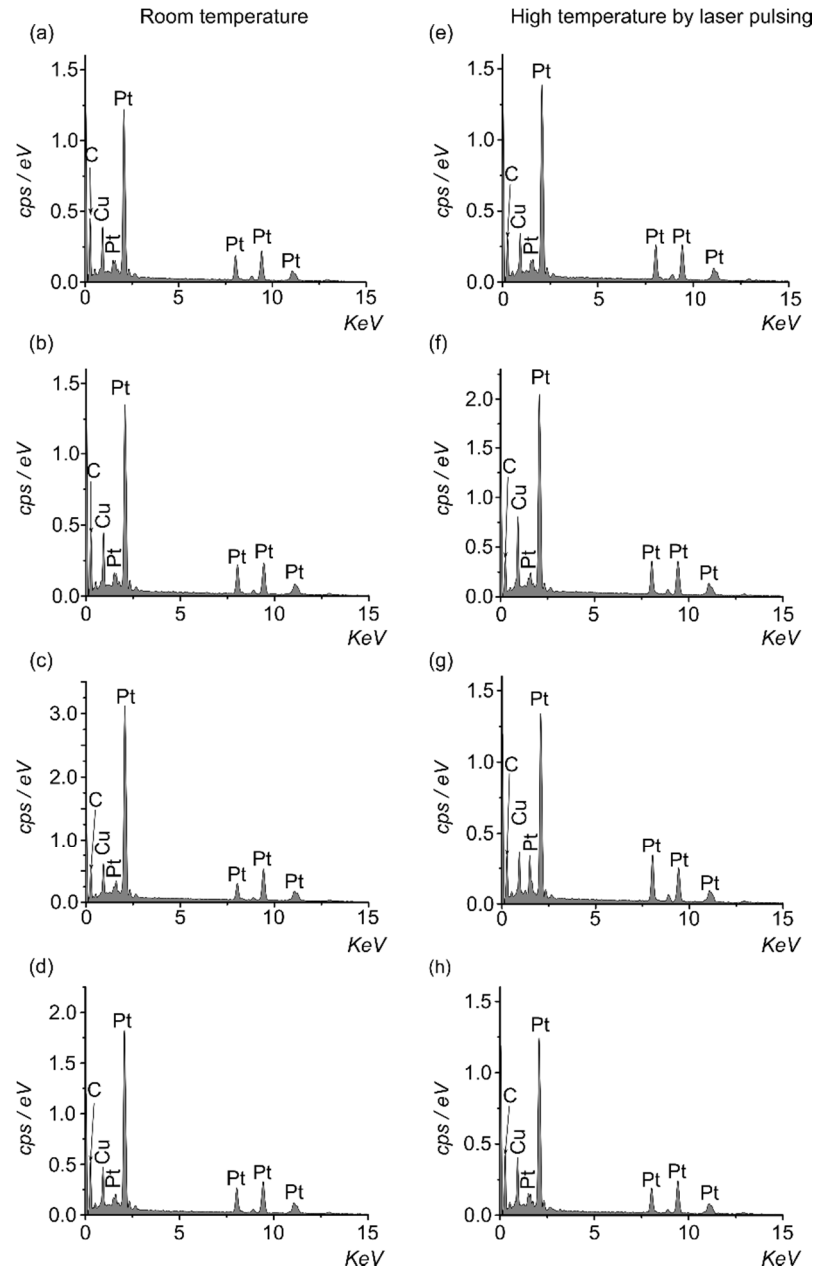 Room temperature
High temperature by laser pulsing
(a)
1.5
1.0
0.5
0.0
cps / eV
C
Cu
Pt
Pt
Pt
Pt
Pt
5
10
15
KeV
(e)
1.5
1.0
0.5
0.0
cps / eV
C
Cu
Pt
Pt
Pt
Pt
Pt
5
10
15
KeV
(b)
1.5
1.0
0.5
0.0
cps / eV
C
Cu
Pt
Pt
Pt
Pt
Pt
5
10
15
KeV
(f)
2.0
1.5
1.0
0.5
0.0
cps / eV
C
Cu
Pt
Pt
Pt
Pt
Pt
0
5
10
15
KeV
(c)
3.0
2.0
1.0
0.0
cps / eV
C
Cu
Pt
Pt
Pt
Pt
Pt
0
5
10
15
KeV
(g)
1.5
1.0
0.5
0.0
cps / eV
C
Cu
Pt
Pt
Pt
Pt
Pt
0
5
10
15
KeV
(d)
2.0
1.5
1.0
0.5
0.0
cps / eV
C
Cu
Pt
Pt
Pt
Pt
Pt
0
5
10
15
KeV
(h)
1.5
1.0
0.5
0.0
cps / eV
C
Cu
Pt
Pt
Pt
Pt
Pt
0
5
10
15
KeV